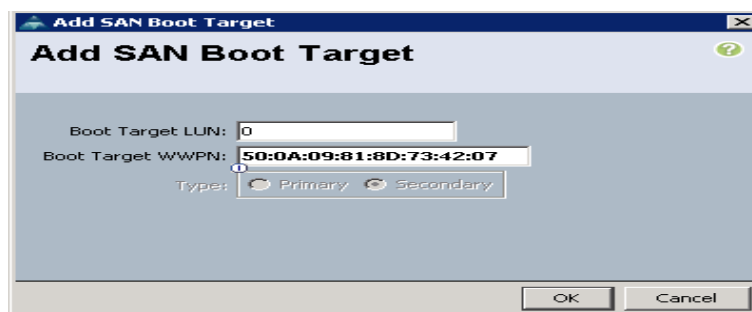 Add SAN Boot Target
Add SAN Boot Target
Boot Target LUN: 0
Boot Target WWPN: 50:0A:09:81:8D:73:42:07
Type: Primary Secondary
OK Cancel